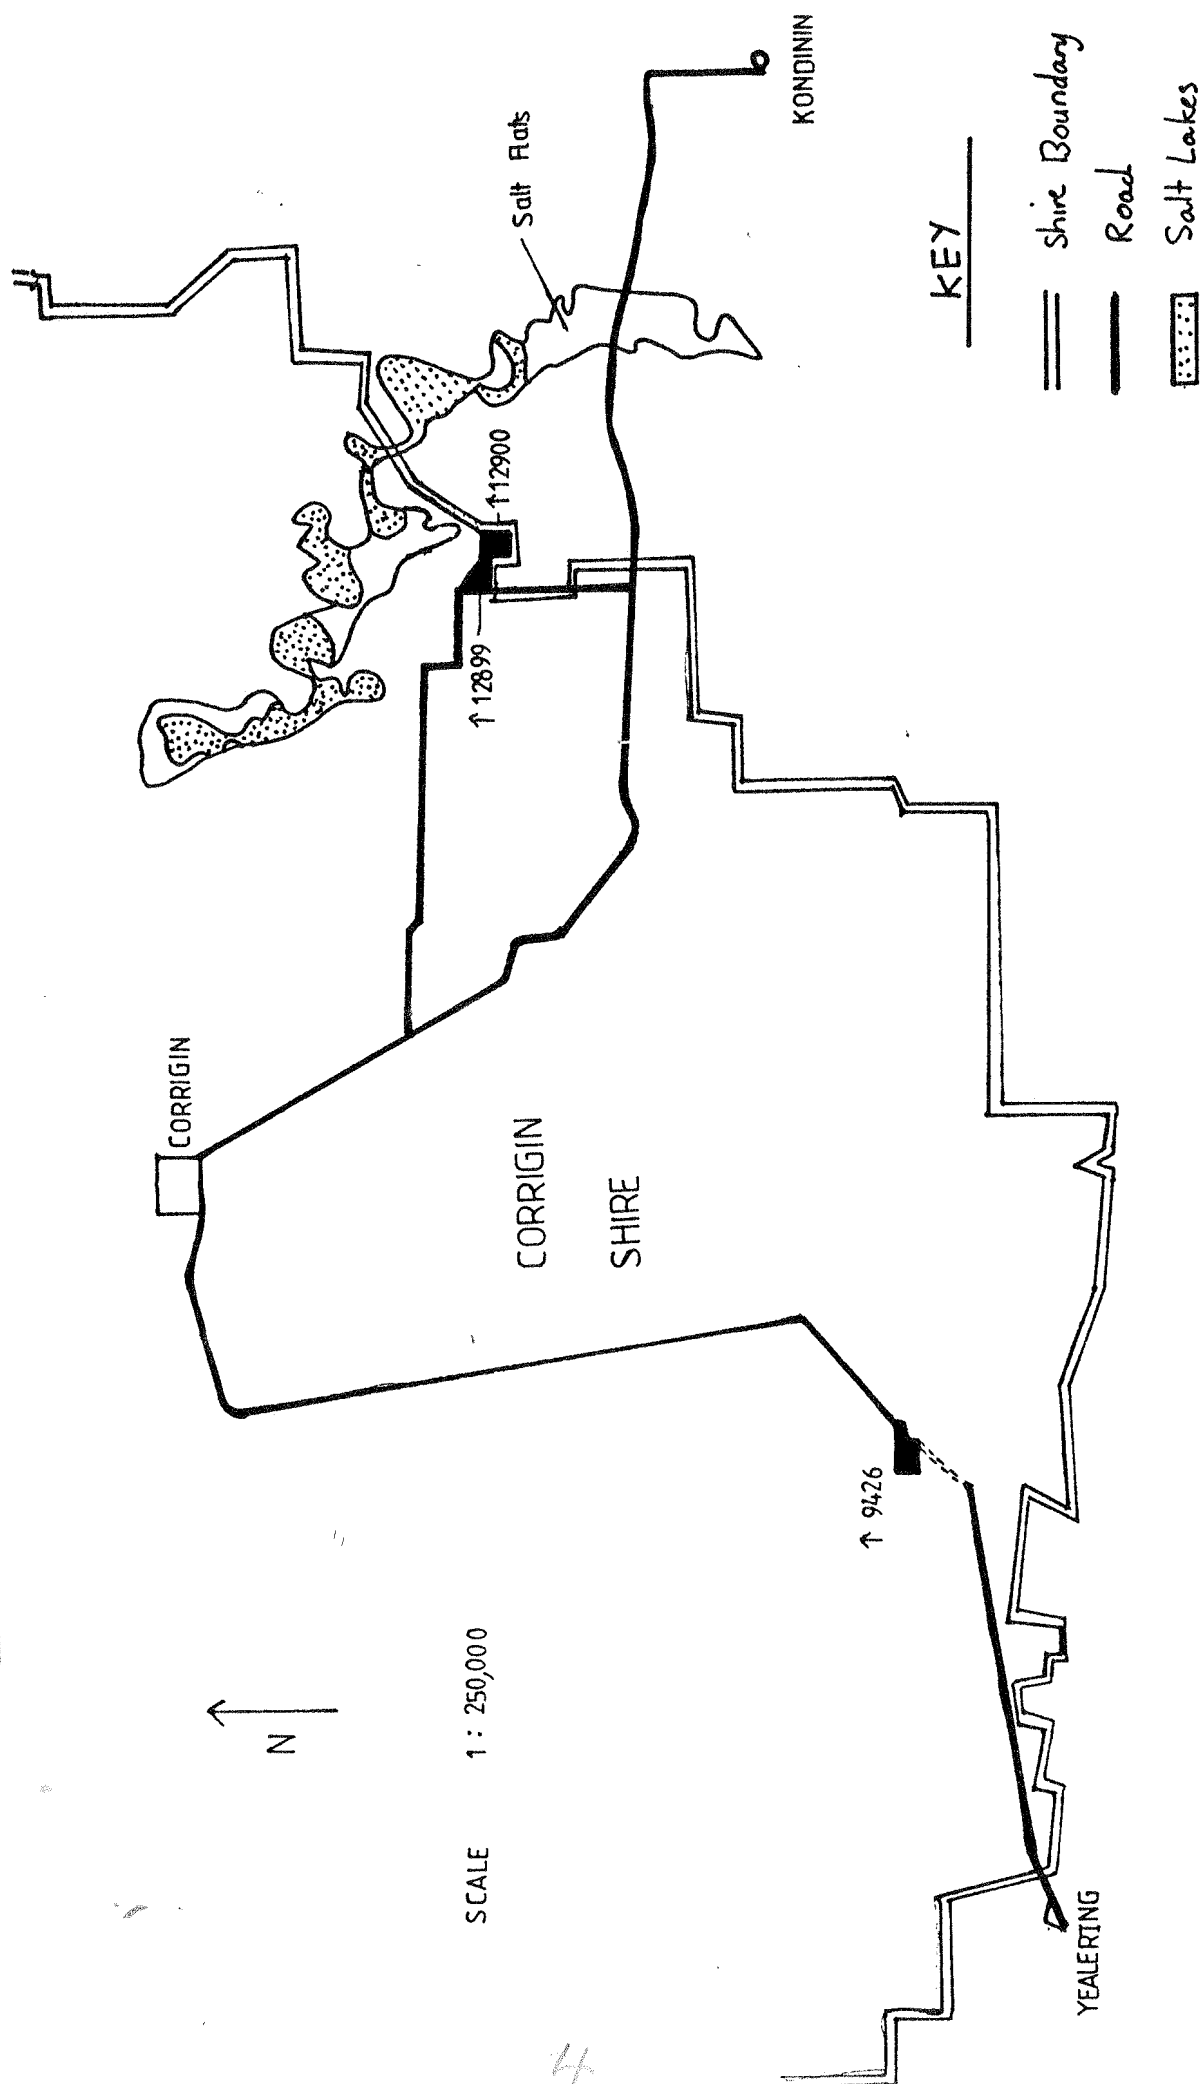 CORRIGIN
Salt Flats
KONDININ
↑12899
↑12900
CORRIGIN
SHIRE
N
SCALE 1 : 250,000
↑ 9426
YEALERING
KEY
Shire Boundary
Road
Salt Lakes
4